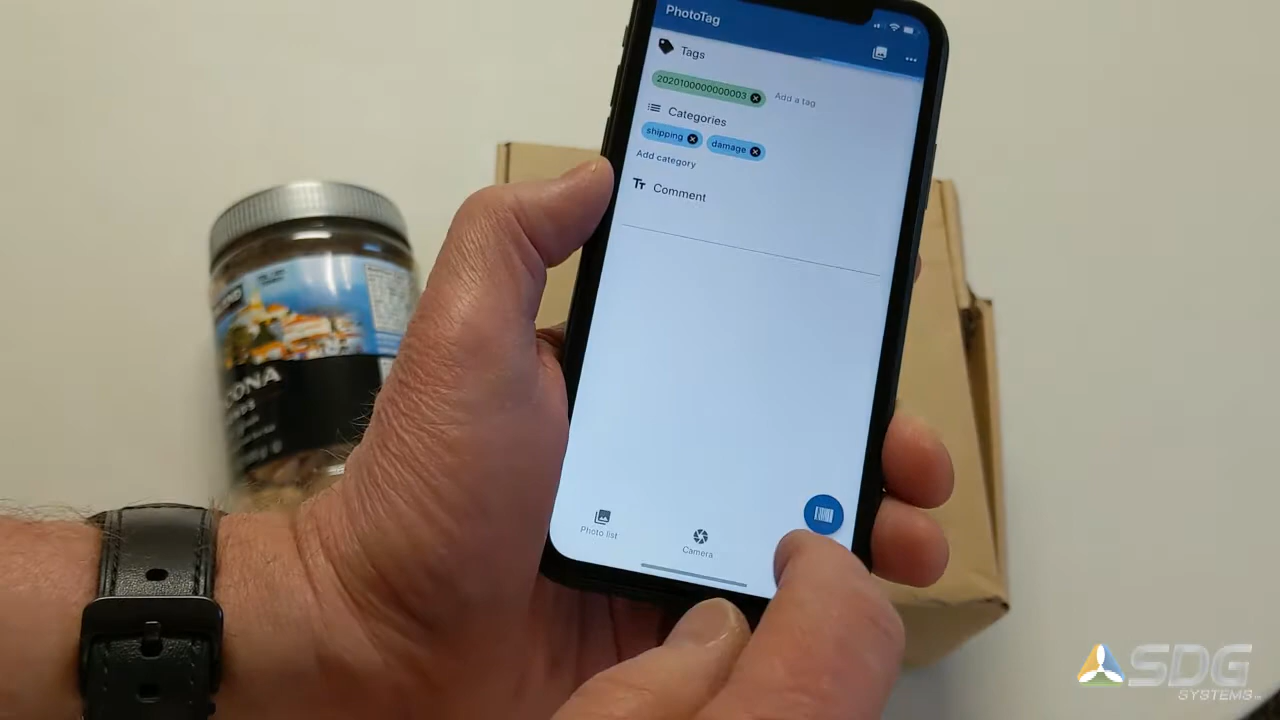 PhotoTag
Tags
2020100000000003
Add a tag
Categories
shipping
damage
Add category
Comment
Photo list
Camera
SDG
SYSTEMS